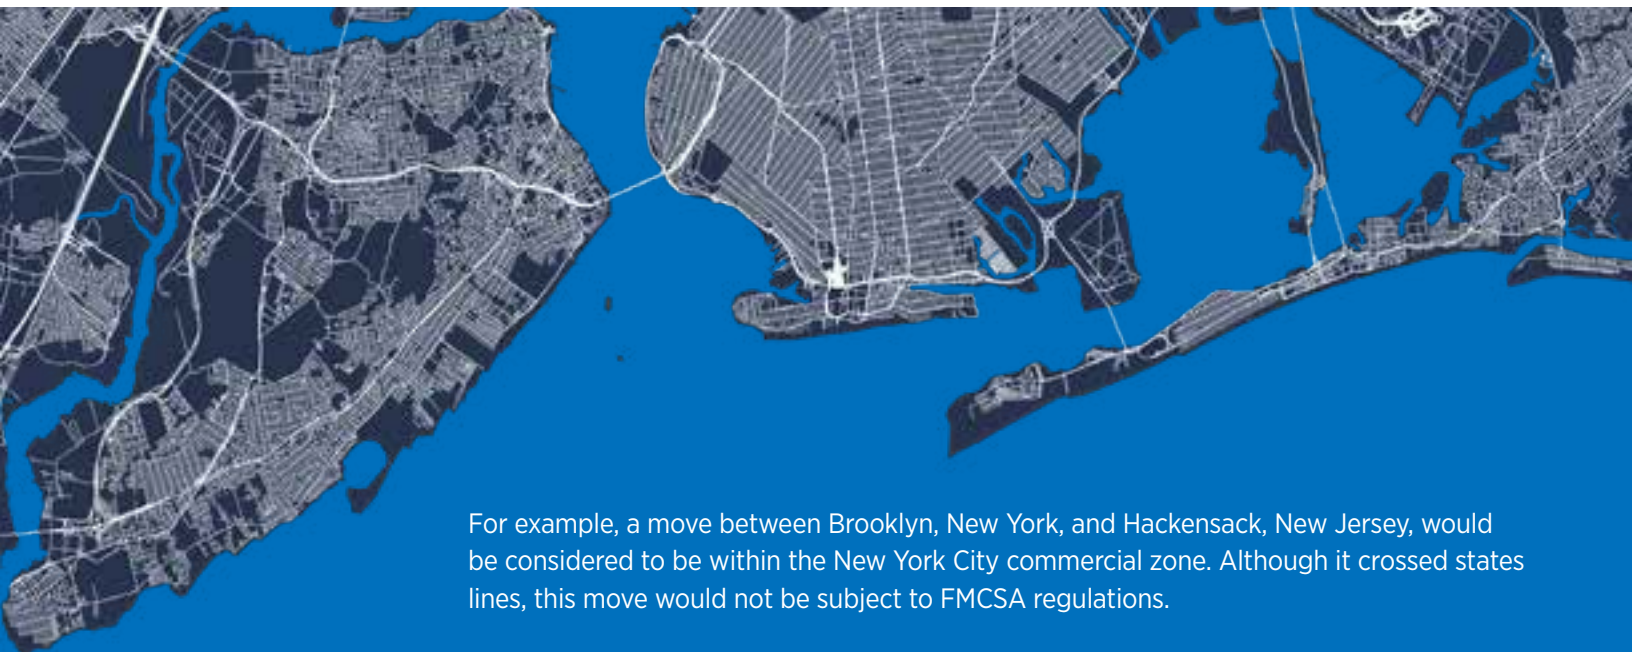 For example, a move between Brooklyn, New York, and Hackensack, New Jersey, would
be considered to be within the New York City commercial zone. Although it crossed states
lines, this move would not be subject to FMCSA regulations.